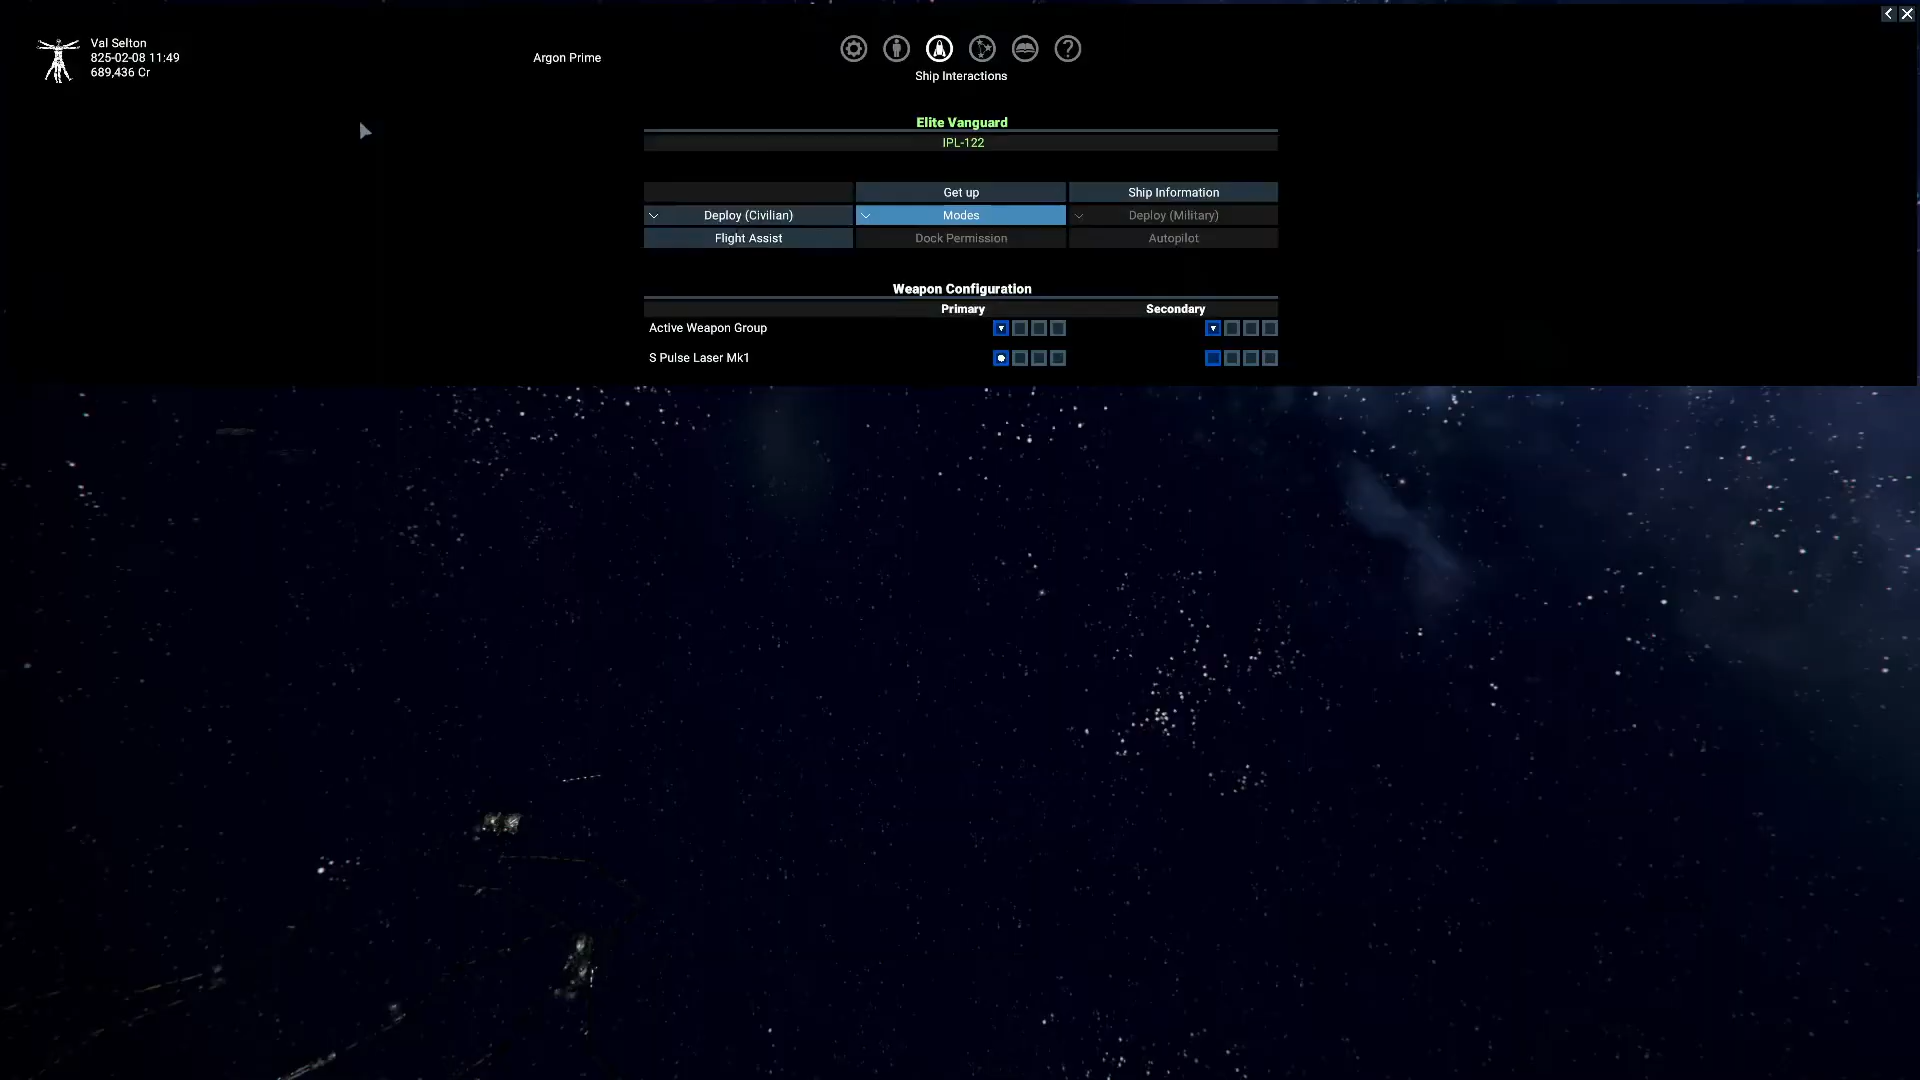 Val Selton
825-02-08 11:49
689,436 Cr
Argon Prime
Ship Interactions
Elite Vanguard
IPL-122
Get up
Ship Information
Deploy (Civilian)
Modes
Deploy (Military)
Flight Assist
Dock Permission
Autopilot
Weapon Configuration
Primary
Secondary
Active Weapon Group
S Pulse Laser Mk1